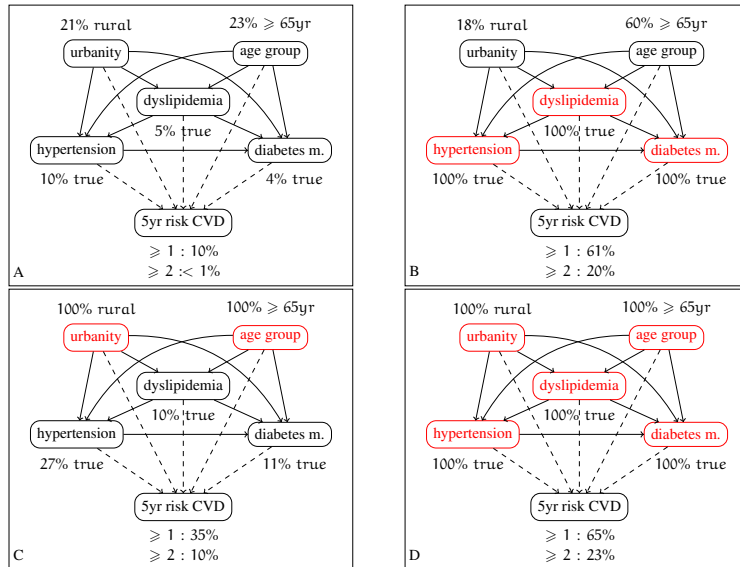 21% rural
23% ⩾ 65yr
urbanity
age group
dyslipidemia
5% true
hypertension
diabetes m.
10% true
4% true
5yr risk CVD
⩾ 1 : 10%
⩾ 2 :< 1%
A
18% rural
60% ⩾ 65yr
urbanity
age group
dyslipidemia
100% true
hypertension
diabetes m.
100% true
100% true
5yr risk CVD
⩾ 1 : 61%
⩾ 2 : 20%
B
100% rural
100% ⩾ 65yr
urbanity
age group
dyslipidemia
10% true
hypertension
diabetes m.
27% true
11% true
5yr risk CVD
⩾ 1 : 35%
⩾ 2 : 10%
C
100% rural
100% ⩾ 65yr
urbanity
age group
dyslipidemia
100% true
hypertension
diabetes m.
100% true
100% true
5yr risk CVD
⩾ 1 : 65%
⩾ 2 : 23%
D